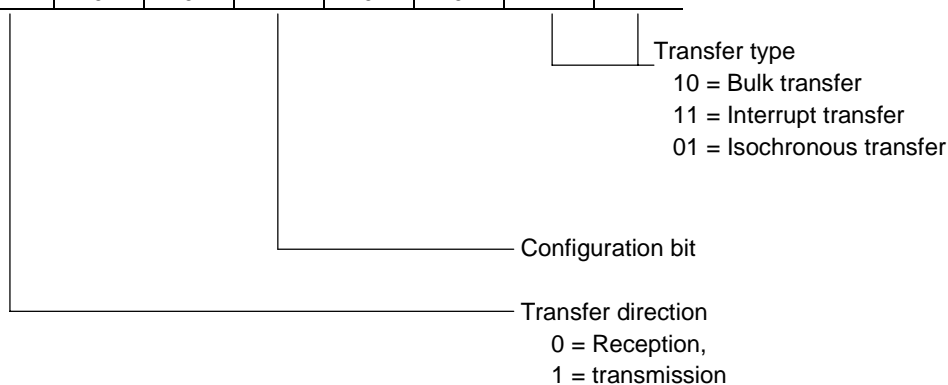 Transfer type
10 = Bulk transfer
11 = Interrupt transfer
01 = Isochronous transfer
Configuration bit
Transfer direction
0 = Reception,
1 = transmission